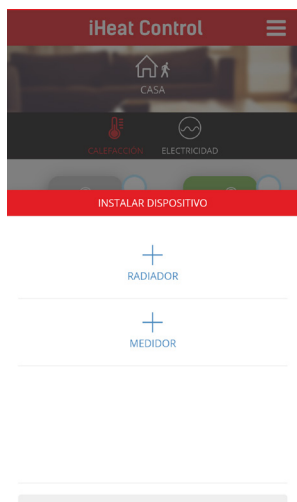 iHeat Control
CASA
CALEFACCIÓN
ELECTRICIDAD
INSTALAR DISPOSITIVO
RADIADOR
MEDIDOR